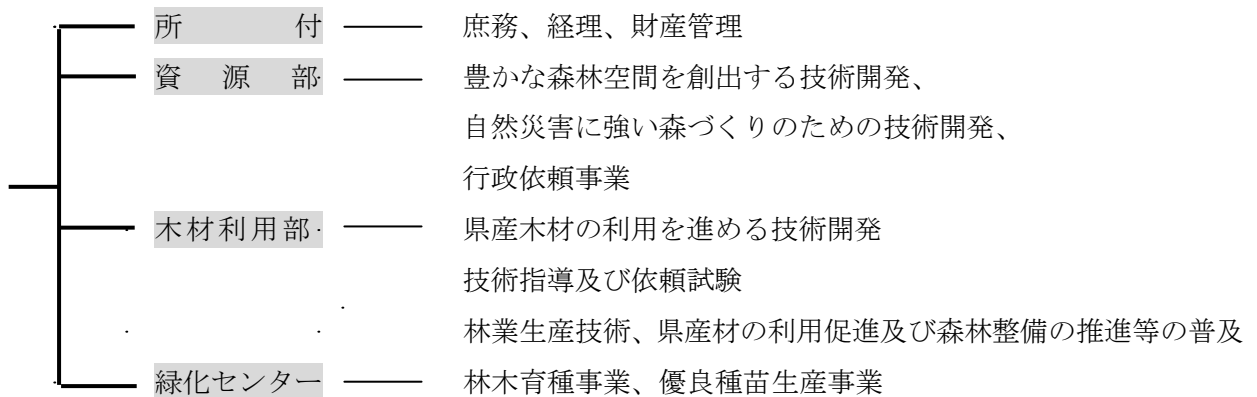 所付 庶務、経理、財産管理
資源部 豊かな森林空間を創出する技術開発、
自然災害に強い森づくりのための技術開発、
行政依頼事業
木材利用部 県産木材の利用を進める技術開発
技術指導及び依頼試験
林業生産技術、県産材の利用促進及び森林整備の推進等の普及
緑化センター 林木育種事業、優良種苗生産事業